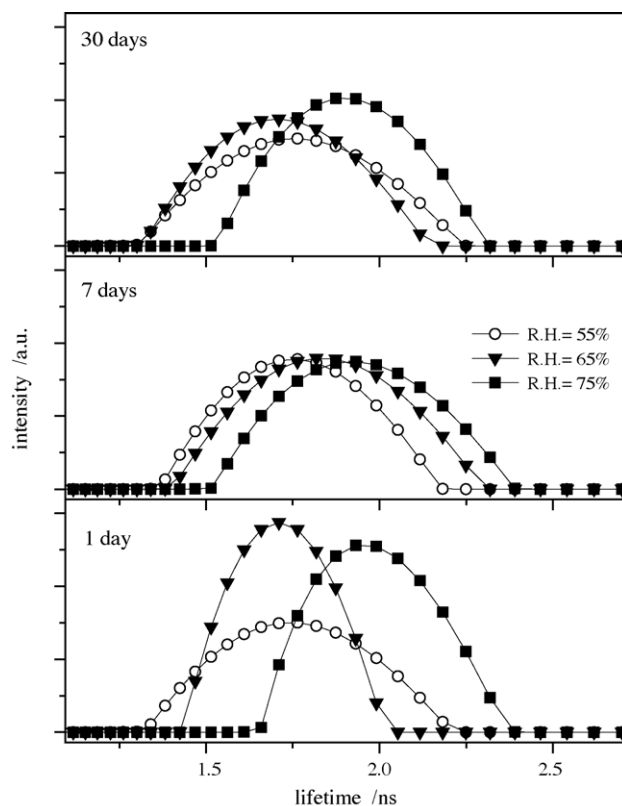 30 days
7 days
R.H.= 55%
R.H.= 65%
R.H.= 75%
intensity /a.u.
1 day
1.5 2.0 2.5
lifetime /ns